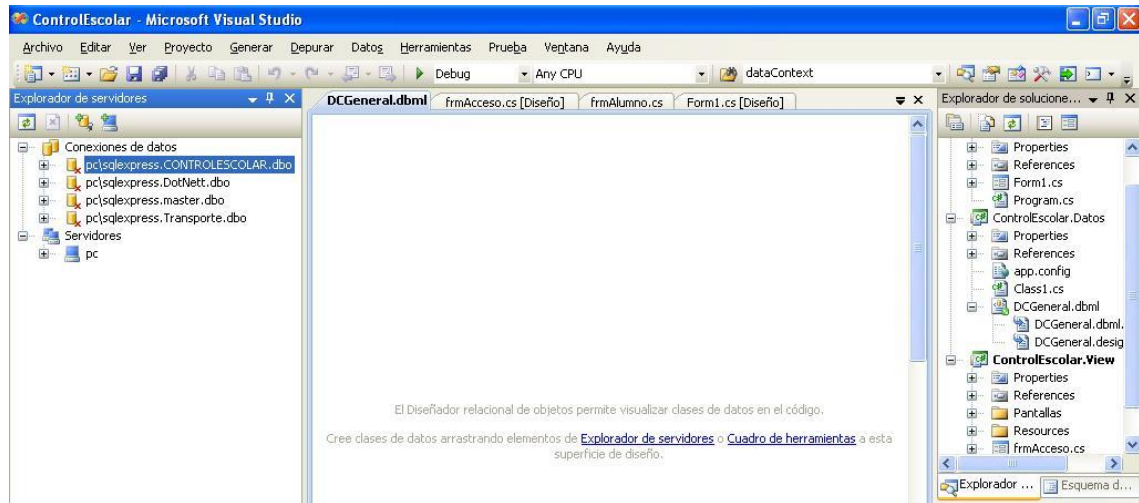 ControlEscolar - Microsoft Visual Studio
Archivo Editar Ver Proyecto Generar Depurar Datos Herramientas Prueba Ventana Ayuda
Debug Any CPU dataContext
Explorador de servidores
Conexiones de datos
pc\sqlexpress.CONTROLESCOLAR.dbo
pc\sqlexpress.DotNett.dbo
pc\sqlexpress.master.dbo
pc\sqlexpress.Transporte.dbo
Servidores
pc
DCGeneral.dbml frmAcceso.cs [Diseño] frmAlumno.cs Form1.cs [Diseño]
El Diseñador relacional de objetos permite visualizar clases de datos en el código.
Cree clases de datos arrastrando elementos de Explorador de servidores o Cuadro de herramientas a esta
superficie de diseño.
Explorador de solucione...
Properties
References
Form1.cs
Program.cs
ControlEscolar.Datos
Properties
References
app.config
Class1.cs
DCGeneral.dbml
DCGeneral.dbml.
DCGeneral.desig
ControlEscolar.View
Properties
References
Pantallas
Resources
frmAcceso.cs
Explorador ... Esquema d...